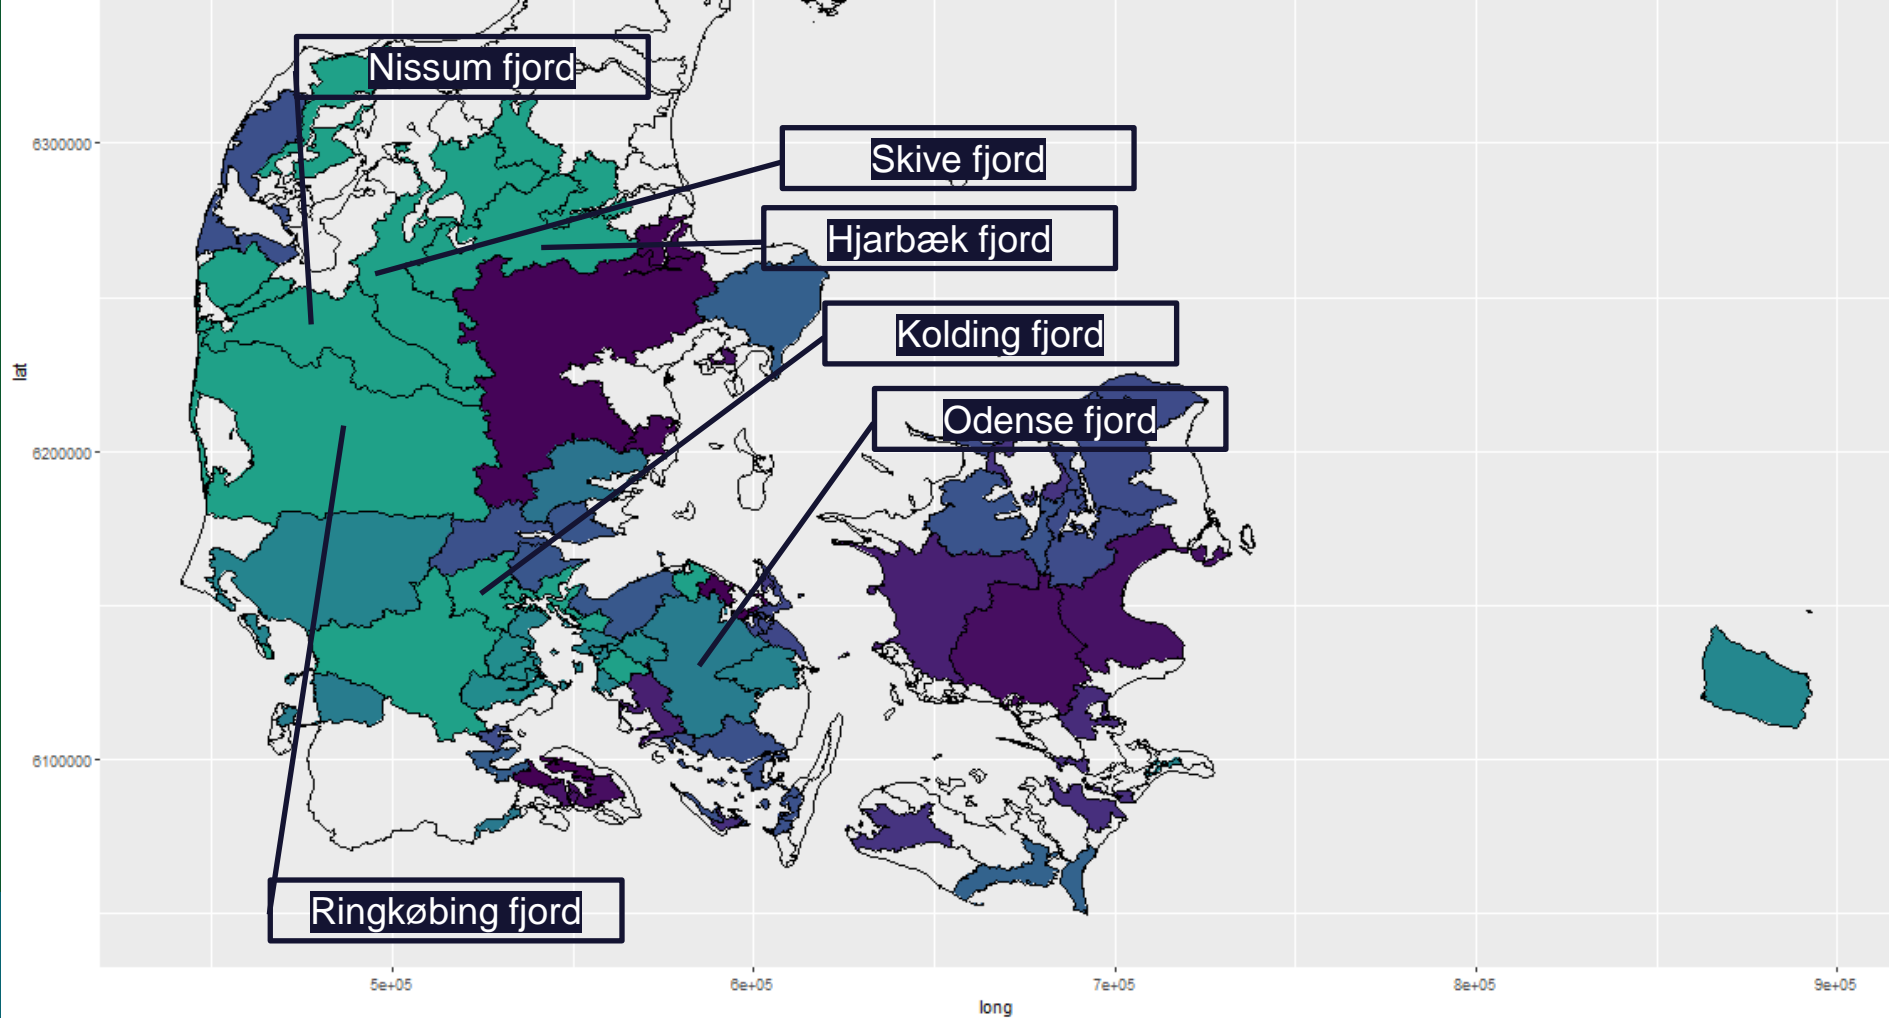 Nissum fjord
Skive fjord
Hjarbæk fjord
Kolding fjord
Odense fjord
Ringkøbing fjord
6300000
6200000
6100000
lat
5e+05
6e+05
7e+05
8e+05
9e+05
long